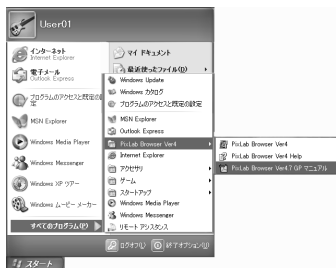 User01
インターネット
Internet Explorer
電子メール
Outlook Express
プログラムのアクセスと既定の
定
MSN Explorer
Windows Media Player
Windows Messenger
Windows XP ツアー
Windows ムービー メーカー
すべてのプログラム(P)
マイ ドキュメント
最近使ったファイル(D)
Windows Update
Windows カタログ
プログラムのアクセスと既定の設定
MSN Explorer
Outlook Express
PixLab Browser Ver4
Internet Explorer
アクセサリ
ゲーム
スタートアップ
Windows Media Player
Windows Messenger
リモート アシスタンス
PixLab Browser Ver4
PixLab Browser Ver4 Help
PixLab Browser Ver4.7 GP マニュアル
ログオフ(L)
終了オプション(U)
スタート